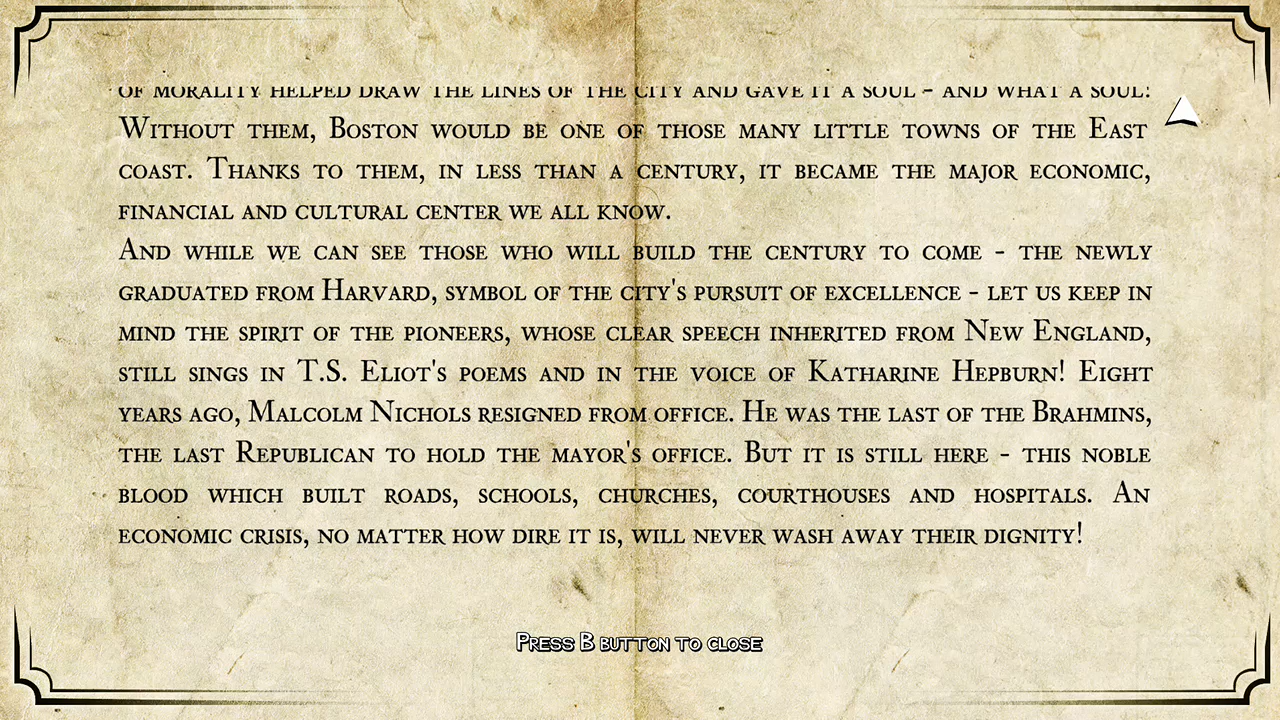 of morality helped draw the lines of the city and gave it a soul - and what a soul!
Without them, Boston would be one of those many little towns of the East
coast. Thanks to them, in less than a century, it became the major economic,
financial and cultural center we all know.
And while we can see those who will build the century to come - the newly
graduated from Harvard, symbol of the city's pursuit of excellence - let us keep in
mind the spirit of the pioneers, whose clear speech inherited from New England,
still sings in T.S. Eliot's poems and in the voice of Katharine Hepburn! Eight
years ago, Malcolm Nichols resigned from office. He was the last of the Brahmins,
the last Republican to hold the mayor's office. But it is still here - this noble
blood which built roads, schools, churches, courthouses and hospitals. An
economic crisis, no matter how dire it is, will never wash away their dignity!
Press B button to close